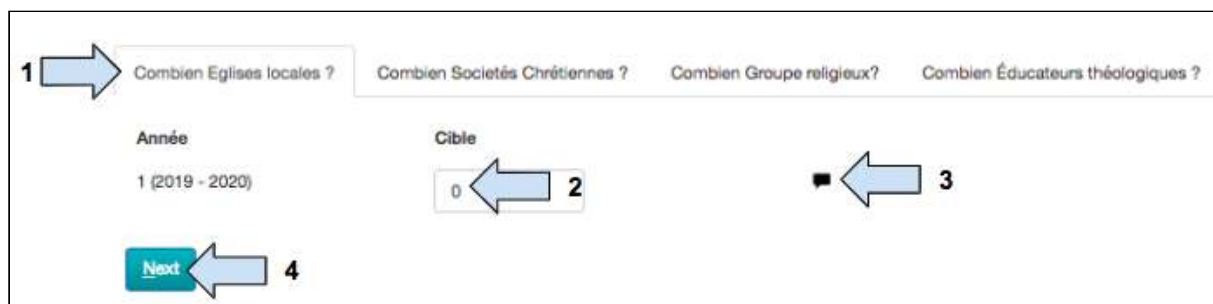 1 Combien Eglises locales ? Combien Societés Chrétiennes ? Combien Groupe religieux? Combien Éducateurs théologiques ?
Année Cible
1 (2019 - 2020) 0 2 3
Next 4